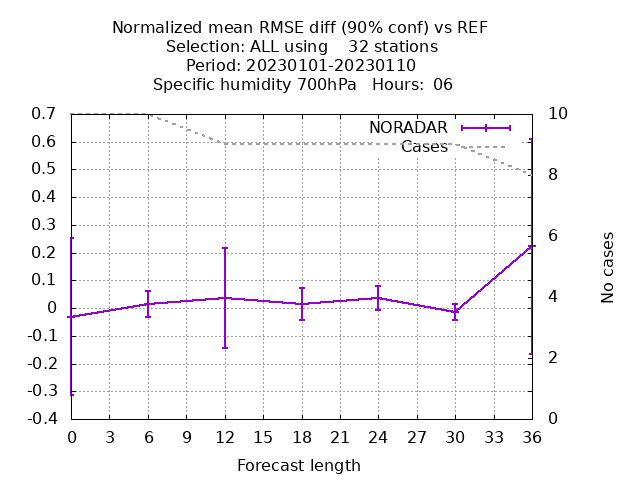 Normalized mean RMSE diff (90% conf) vs REF
Selection: ALL using    32 stations
Period: 20230101-20230110
Specific humidity 700hPa   Hours:  06
NORADAR
Cases
0.7
0.6
0.5
0.4
0.3
0.2
0.1
0
-0.1
-0.2
-0.3
-0.4
10
8
6
4
2
0
No cases
0 3 6 9 12 15 18 21 24 27 30 33 36
Forecast length